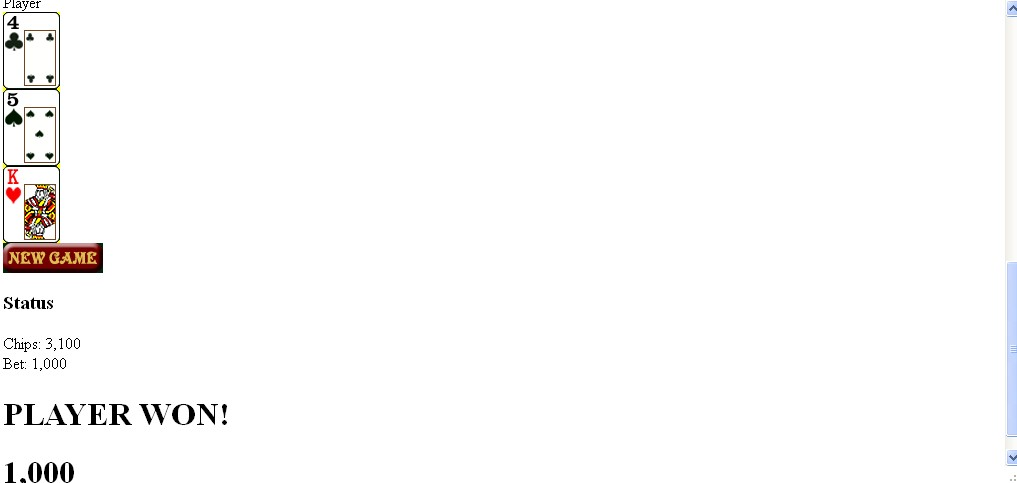 Player
4
5
K
NEW GAME
Status
Chips: 3,100
Bet: 1,000
PLAYER WON!
1,000